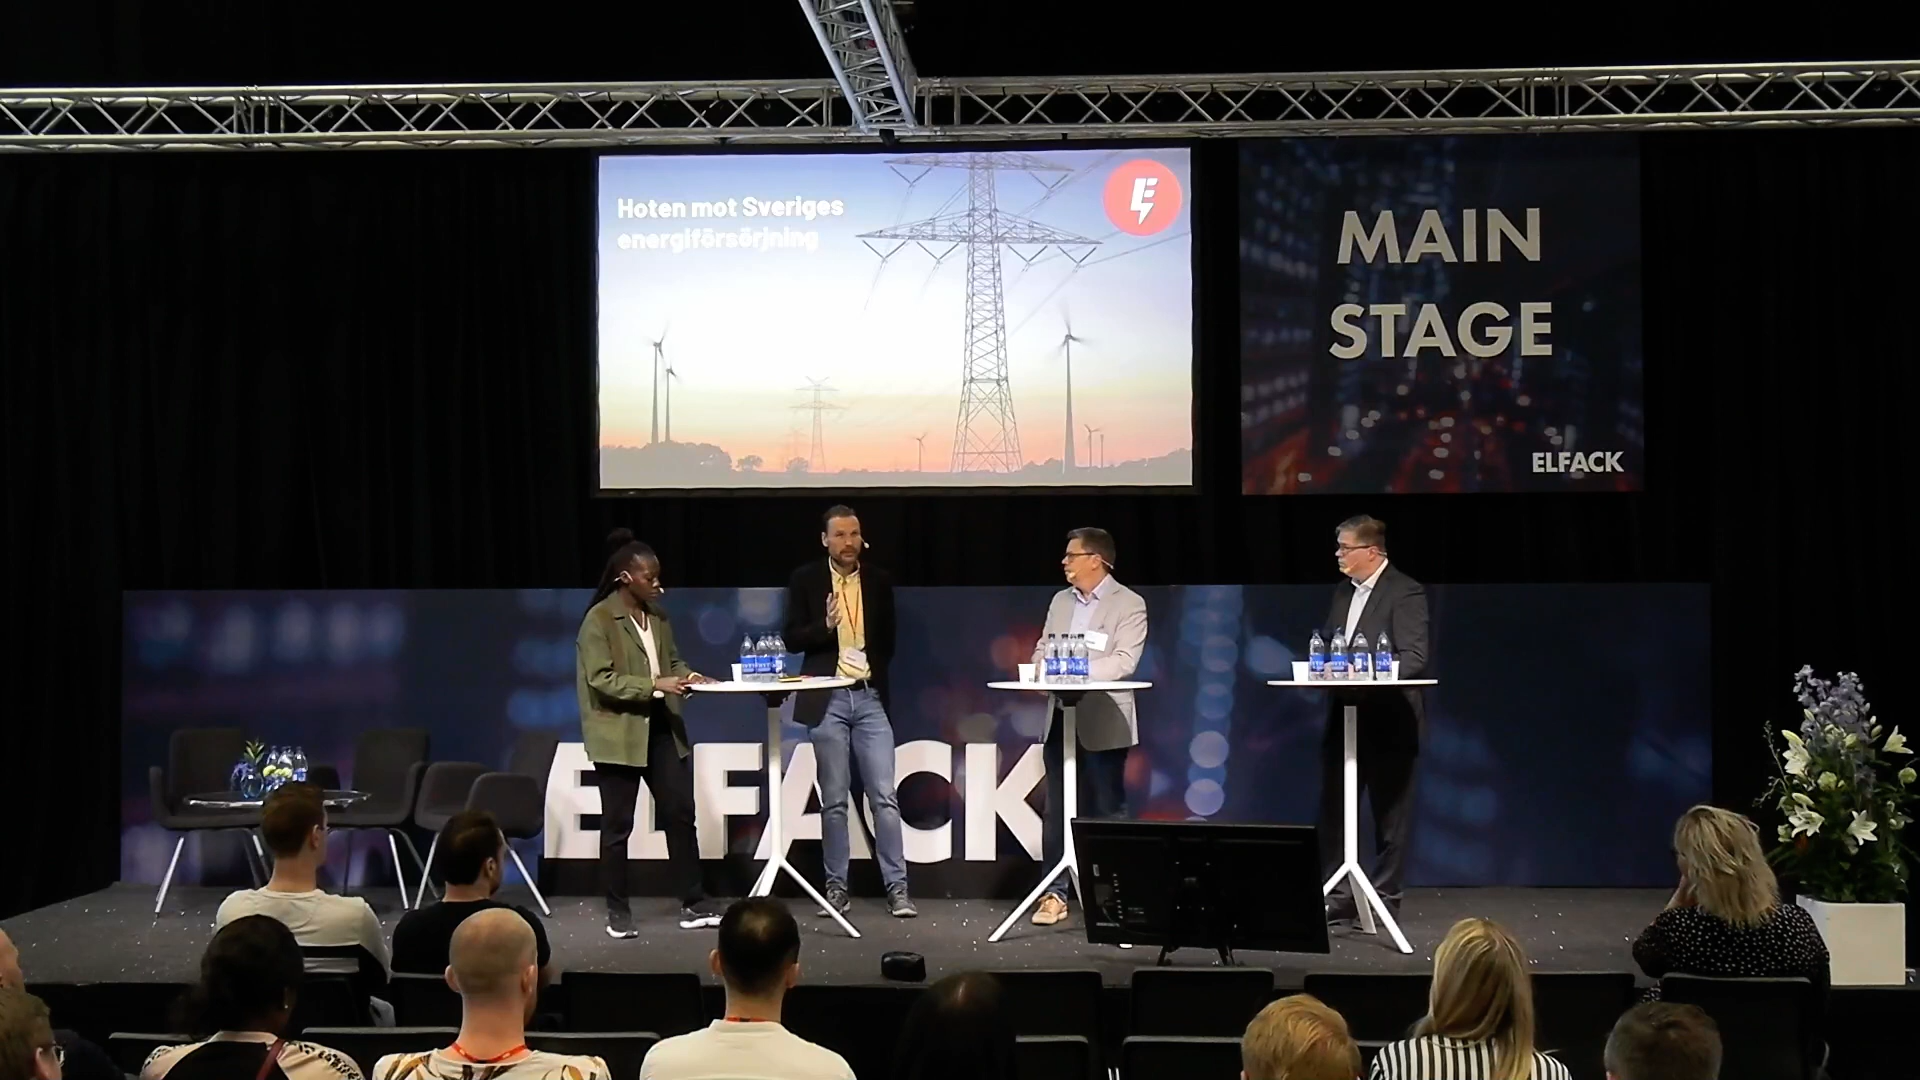 Hoten mot Sveriges
energiförsörjning
E
MAIN
STAGE
ELFACK
ELFACK